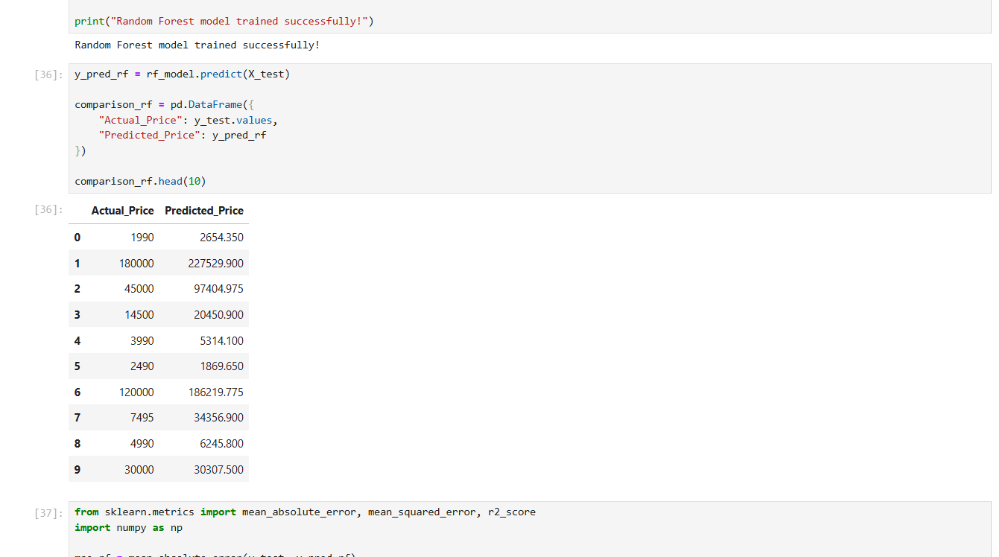 print("Random Forest model trained successfully!")
Random Forest model trained successfully!
[36]: y_pred_rf = rf_model.predict(X_test)
comparison_rf = pd.DataFrame({
"Actual_Price": y_test.values,
"Predicted_Price": y_pred_rf
})
comparison_rf.head(10)
[36]: Actual_Price Predicted_Price
0 1990 2654.350
1 180000 227529.900
2 45000 97404.975
3 14500 20450.900
4 3990 5314.100
5 2490 1869.650
6 120000 186219.775
7 7495 34356.900
8 4990 6245.800
9 30000 30307.500
[37]: from sklearn.metrics import mean_absolute_error, mean_squared_error, r2_score
import numpy as np